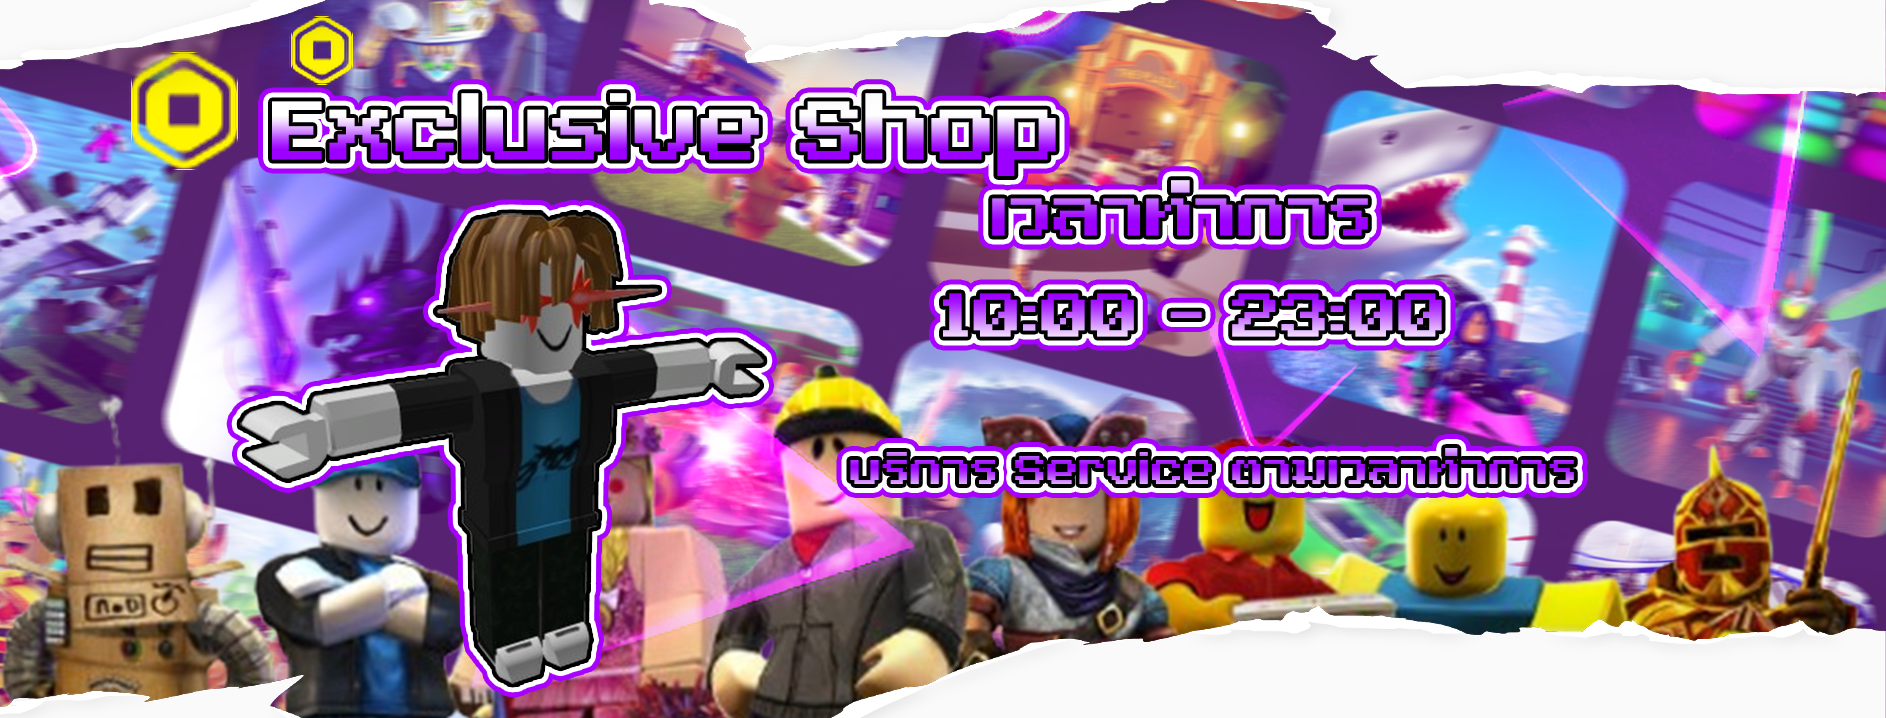 Exclusive Shop
เวลาทำการ
10:00 - 23:00
บริการ Service ตามเวลาทำการ